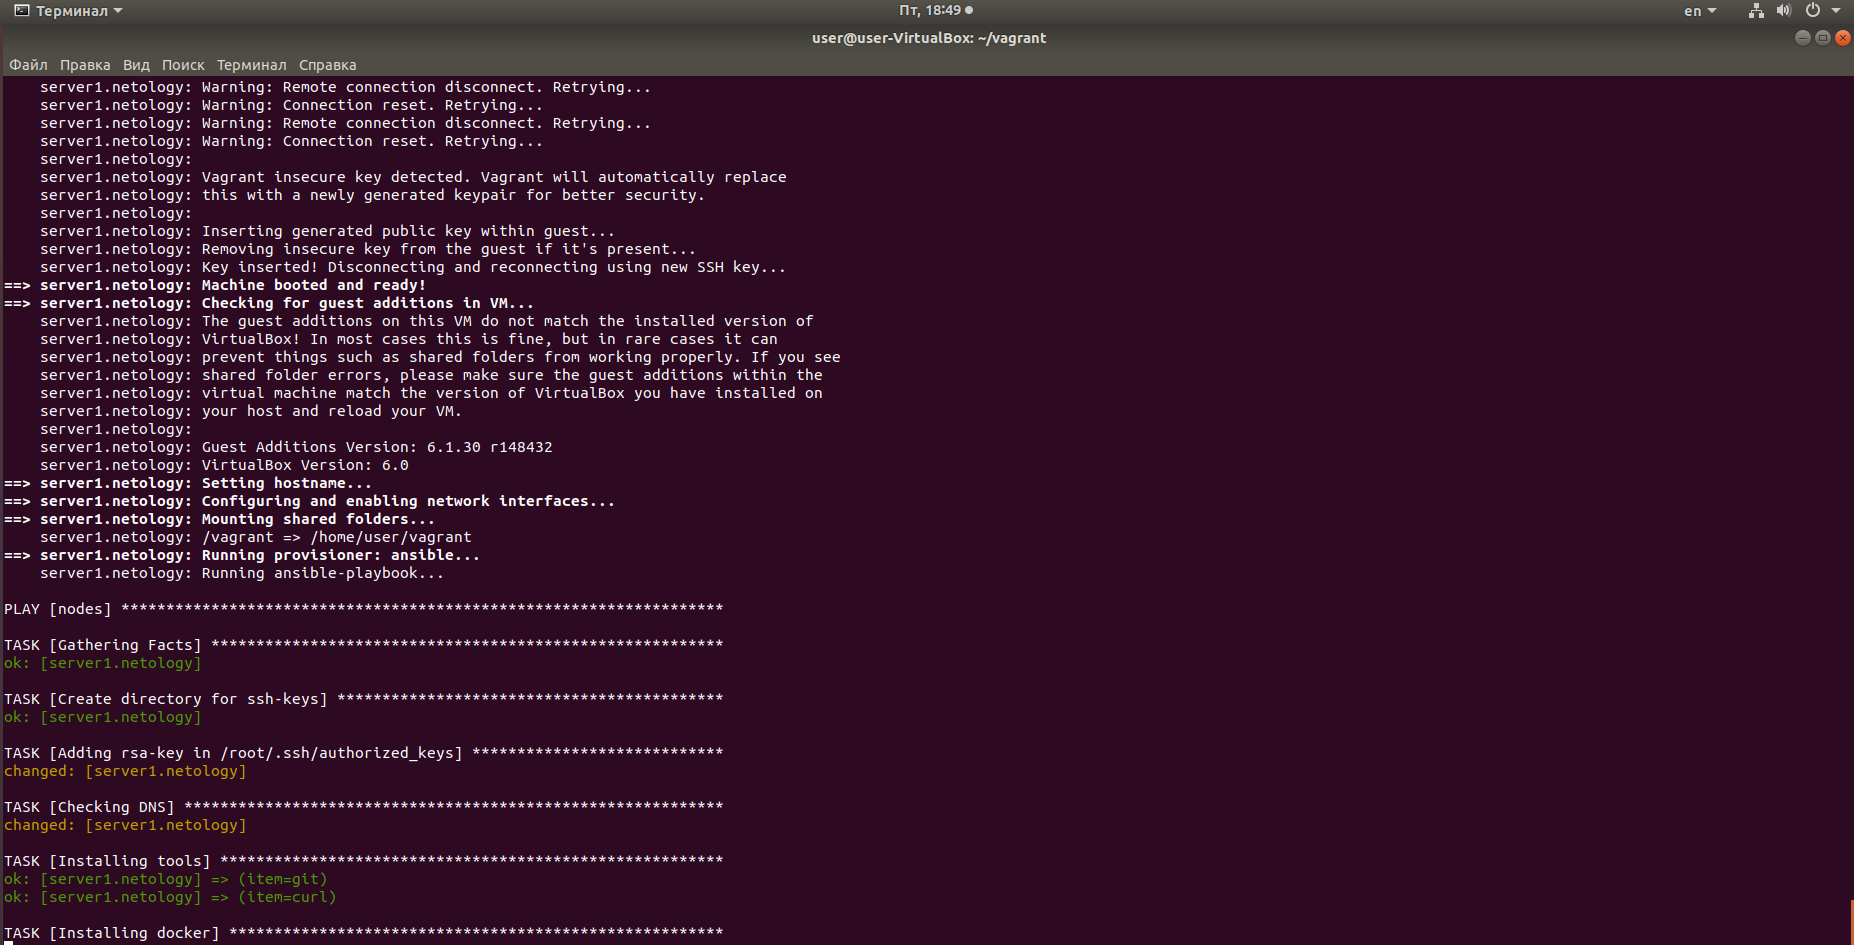 Терминал
Пт, 18:49
en
user@user-VirtualBox: ~/vagrant
Файл Правка Вид Поиск Терминал Справка
server1.netology: Warning: Remote connection disconnect. Retrying...
server1.netology: Warning: Connection reset. Retrying...
server1.netology: Warning: Remote connection disconnect. Retrying...
server1.netology: Warning: Connection reset. Retrying...
server1.netology:
server1.netology: Vagrant insecure key detected. Vagrant will automatically replace
server1.netology: this with a newly generated keypair for better security.
server1.netology:
server1.netology: Inserting generated public key within guest...
server1.netology: Removing insecure key from the guest if it's present...
server1.netology: Key inserted! Disconnecting and reconnecting using new SSH key...
==> server1.netology: Machine booted and ready!
==> server1.netology: Checking for guest additions in VM...
server1.netology: The guest additions on this VM do not match the installed version of
server1.netology: VirtualBox! In most cases this is fine, but in rare cases it can
server1.netology: prevent things such as shared folders from working properly. If you see
server1.netology: shared folder errors, please make sure the guest additions within the
server1.netology: virtual machine match the version of VirtualBox you have installed on
server1.netology: your host and reload your VM.
server1.netology:
server1.netology: Guest Additions Version: 6.1.30 r148432
server1.netology: VirtualBox Version: 6.0
==> server1.netology: Setting hostname...
==> server1.netology: Configuring and enabling network interfaces...
==> server1.netology: Mounting shared folders...
server1.netology: /vagrant => /home/user/vagrant
==> server1.netology: Running provisioner: ansible...
server1.netology: Running ansible-playbook...
PLAY [nodes] *******************************************************************
TASK [Gathering Facts] *********************************************************
ok: [server1.netology]
TASK [Create directory for ssh-keys] *******************************************
ok: [server1.netology]
TASK [Adding rsa-key in /root/.ssh/authorized_keys] ****************************
changed: [server1.netology]
TASK [Checking DNS] ************************************************************
changed: [server1.netology]
TASK [Installing tools] ********************************************************
ok: [server1.netology] => (item=git)
ok: [server1.netology] => (item=curl)
TASK [Installing docker] *******************************************************